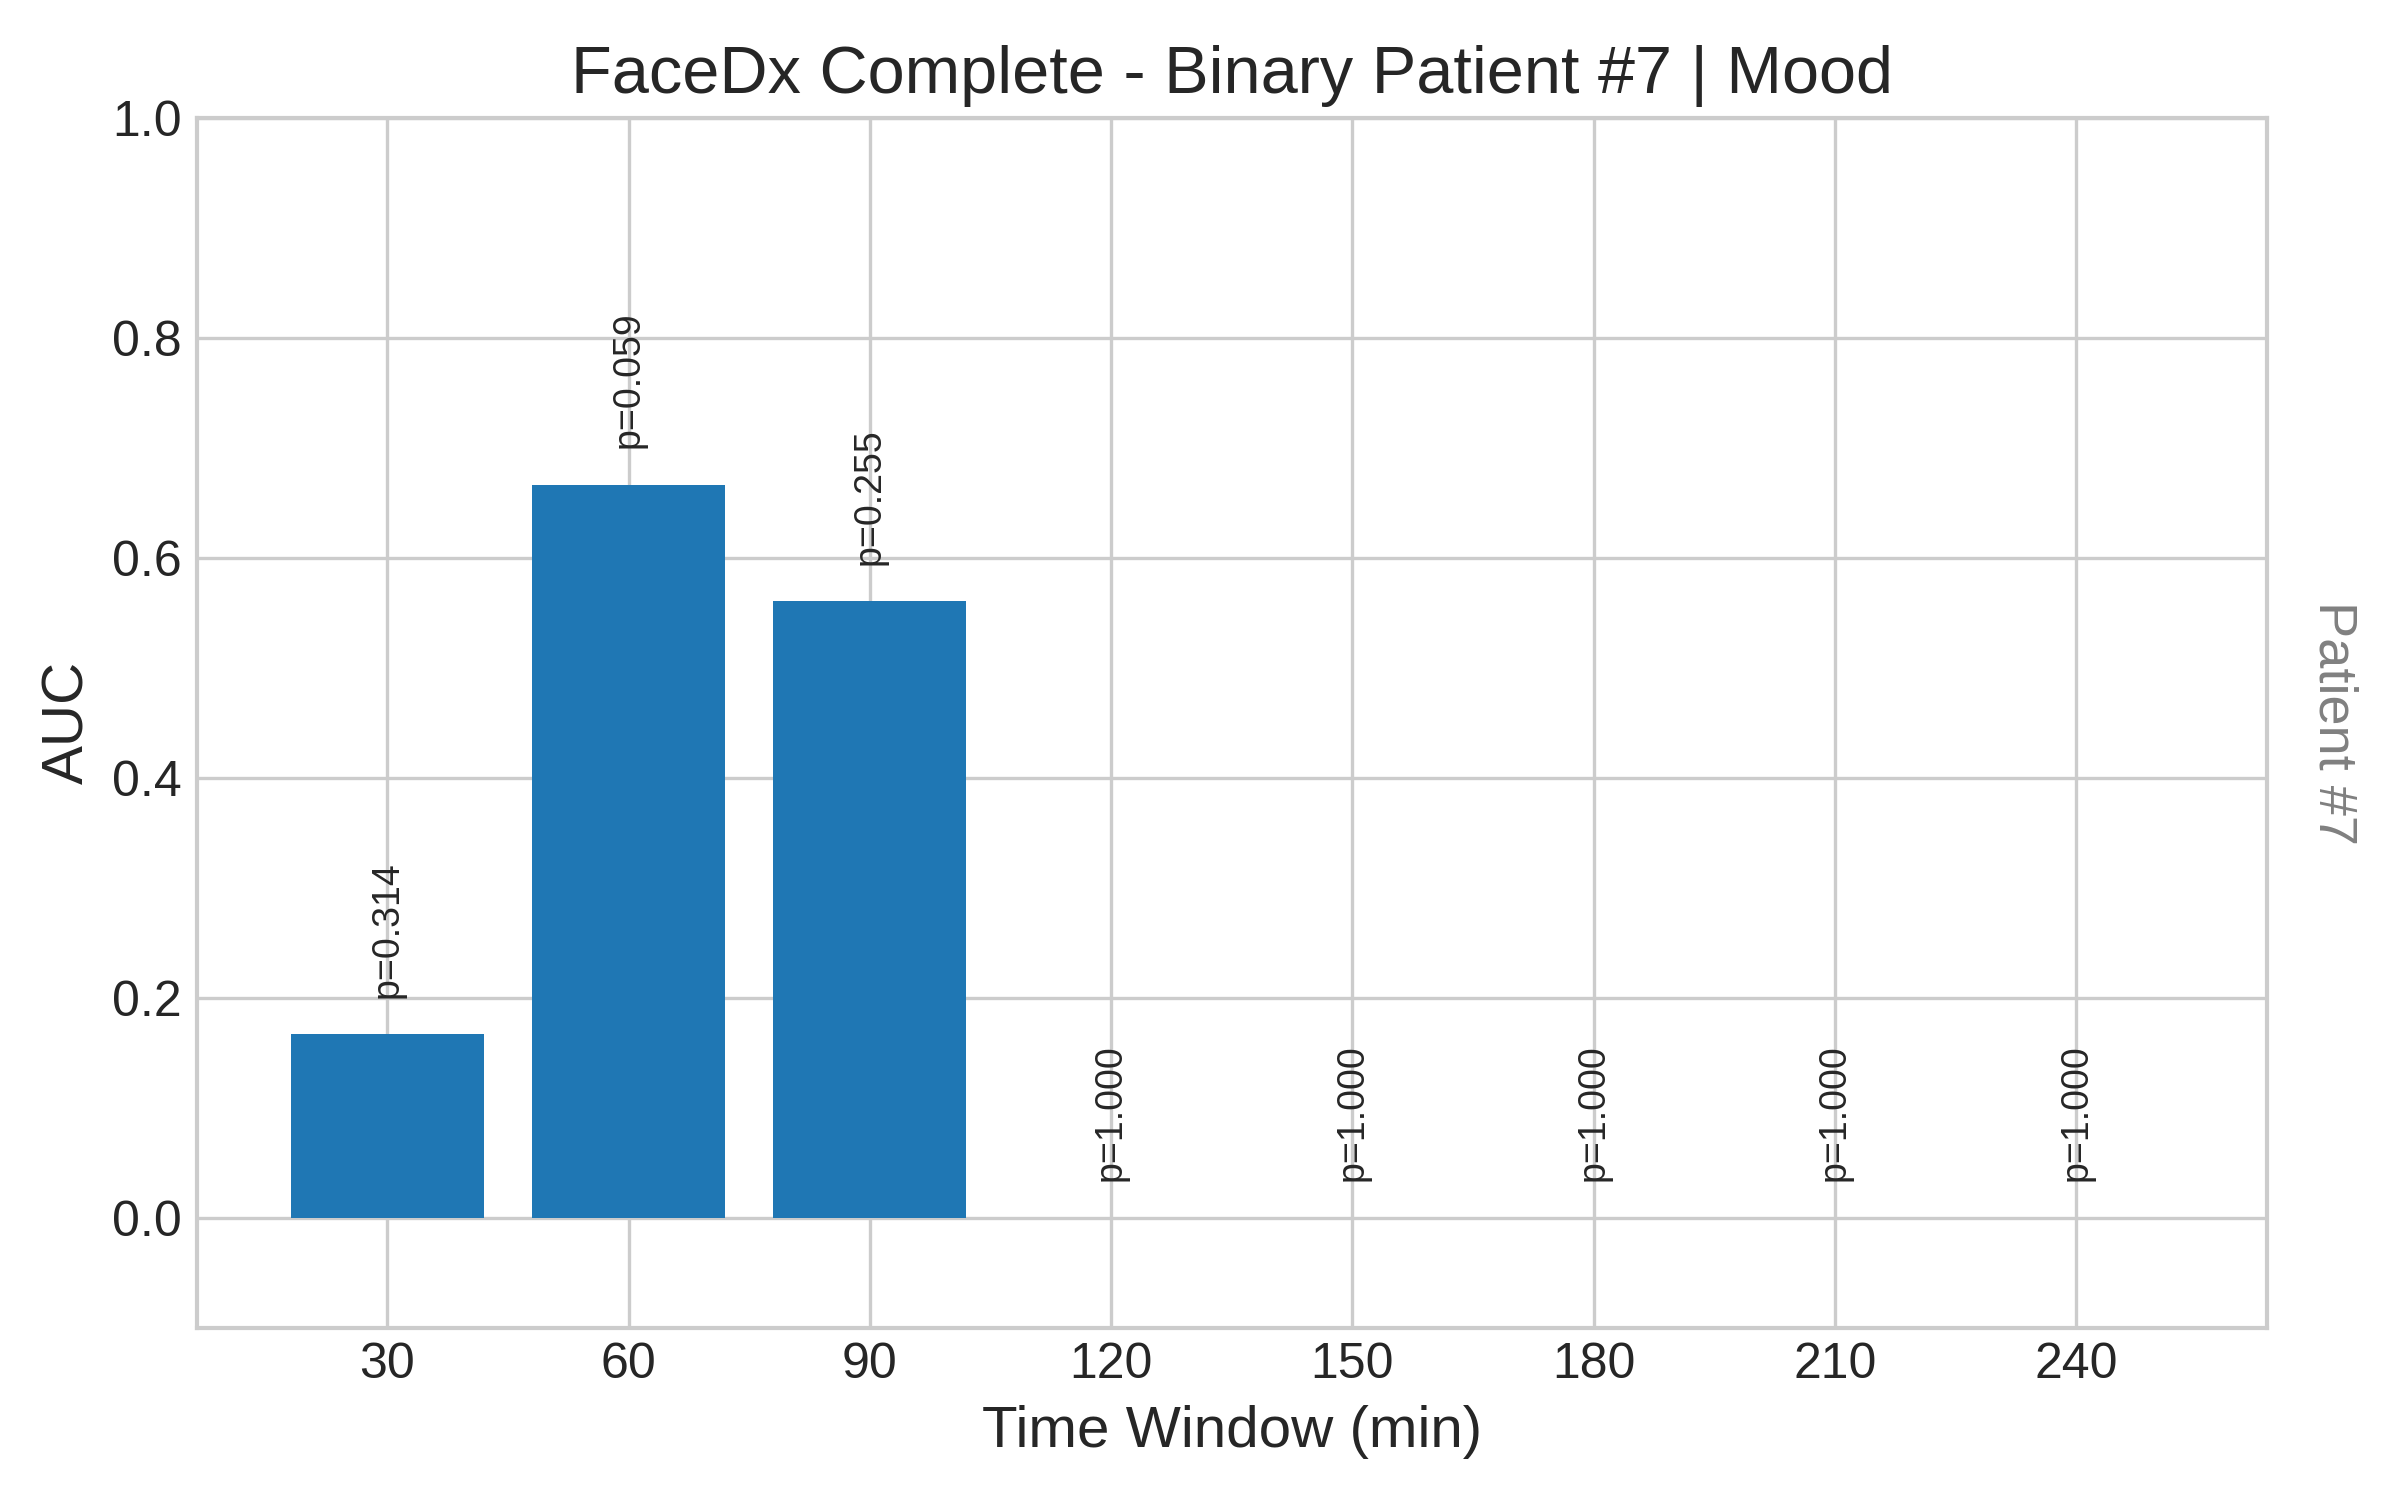 FaceDx Complete - Binary Patient #7 | Mood
1.0
0.8
0.6
0.4
0.2
0.0
AUC
p=0.314
p=0.059
p=0.255
p=1.000
p=1.000
p=1.000
p=1.000
p=1.000
Patient #7
30 60 90 120 150 180 210 240
Time Window (min)